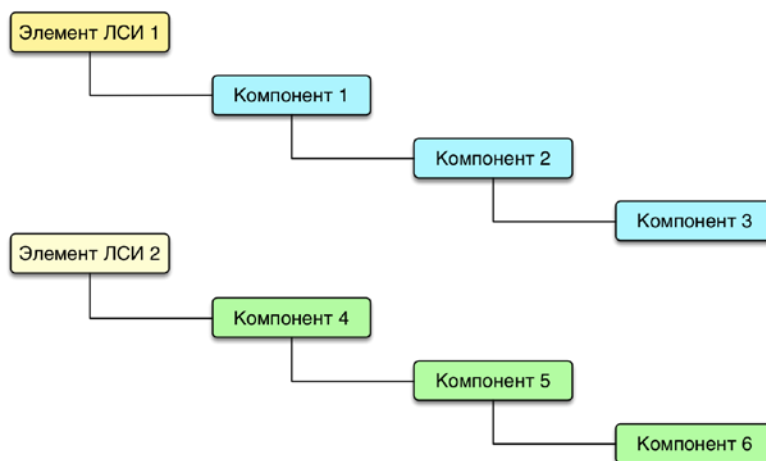 Элемент ЛСИ 1
Компонент 1
Компонент 2
Компонент 3
Элемент ЛСИ 2
Компонент 4
Компонент 5
Компонент 6